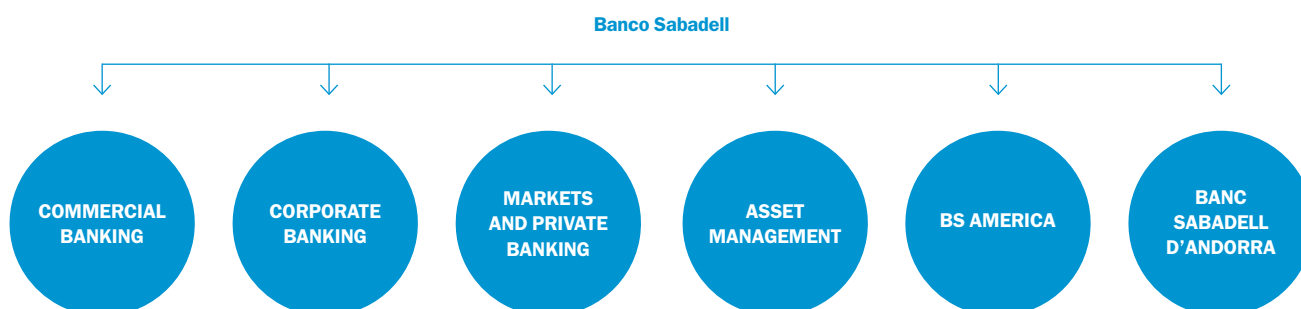 Banco Sabadell
COMMERCIAL
BANKING
CORPORATE
BANKING
MARKETS
AND PRIVATE
BANKING
ASSET
MANAGEMENT
BS AMERICA
BANC
SABADELL
D’ANDORRA